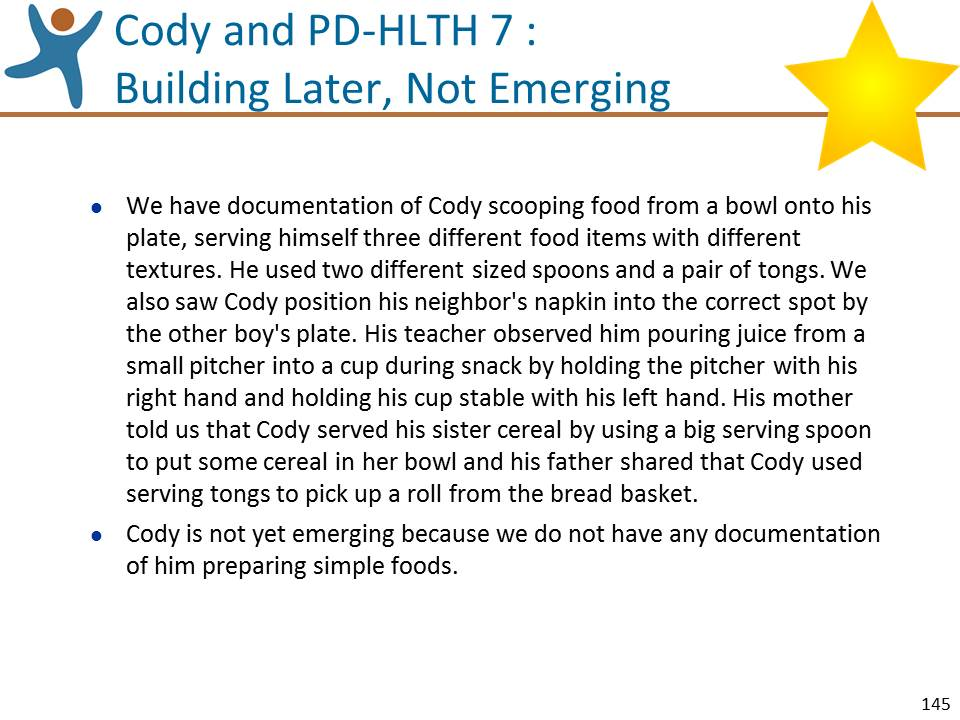 Cody and PD-HLTH 7 :
Building Later, Not Emerging
● We have documentation of Cody scooping food from a bowl onto his
plate, serving himself three different food items with different
textures. He used two different sized spoons and a pair of tongs. We
also saw Cody position his neighbor's napkin into the correct spot by
the other boy's plate. His teacher observed him pouring juice from a
small pitcher into a cup during snack by holding the pitcher with his
right hand and holding his cup stable with his left hand. His mother
told us that Cody served his sister cereal by using a big serving spoon
to put some cereal in her bowl and his father shared that Cody used
serving tongs to pick up a roll from the bread basket.
● Cody is not yet emerging because we do not have any documentation
of him preparing simple foods.
145